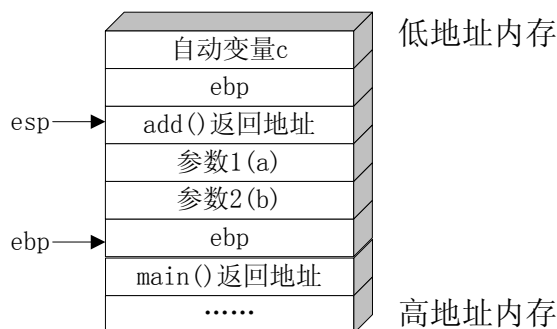 低地址内存
自动变量c
ebp
esp
add()返回地址
参数1(a)
参数2(b)
ebp
ebp
main()返回地址
……
高地址内存